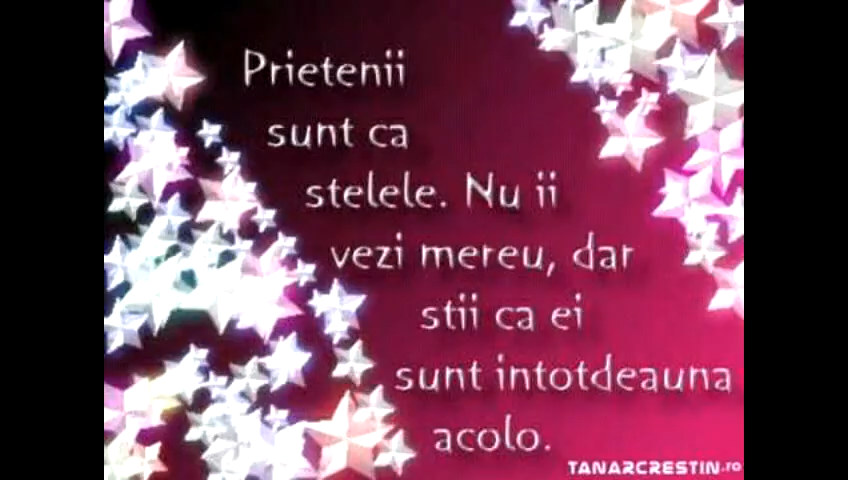 Prietenii
sunt ca
stelele. Nu ii
vezi mereu, dar
stii ca ei
sunt intotdeauna
acolo.
TANARCRESTIN.ro